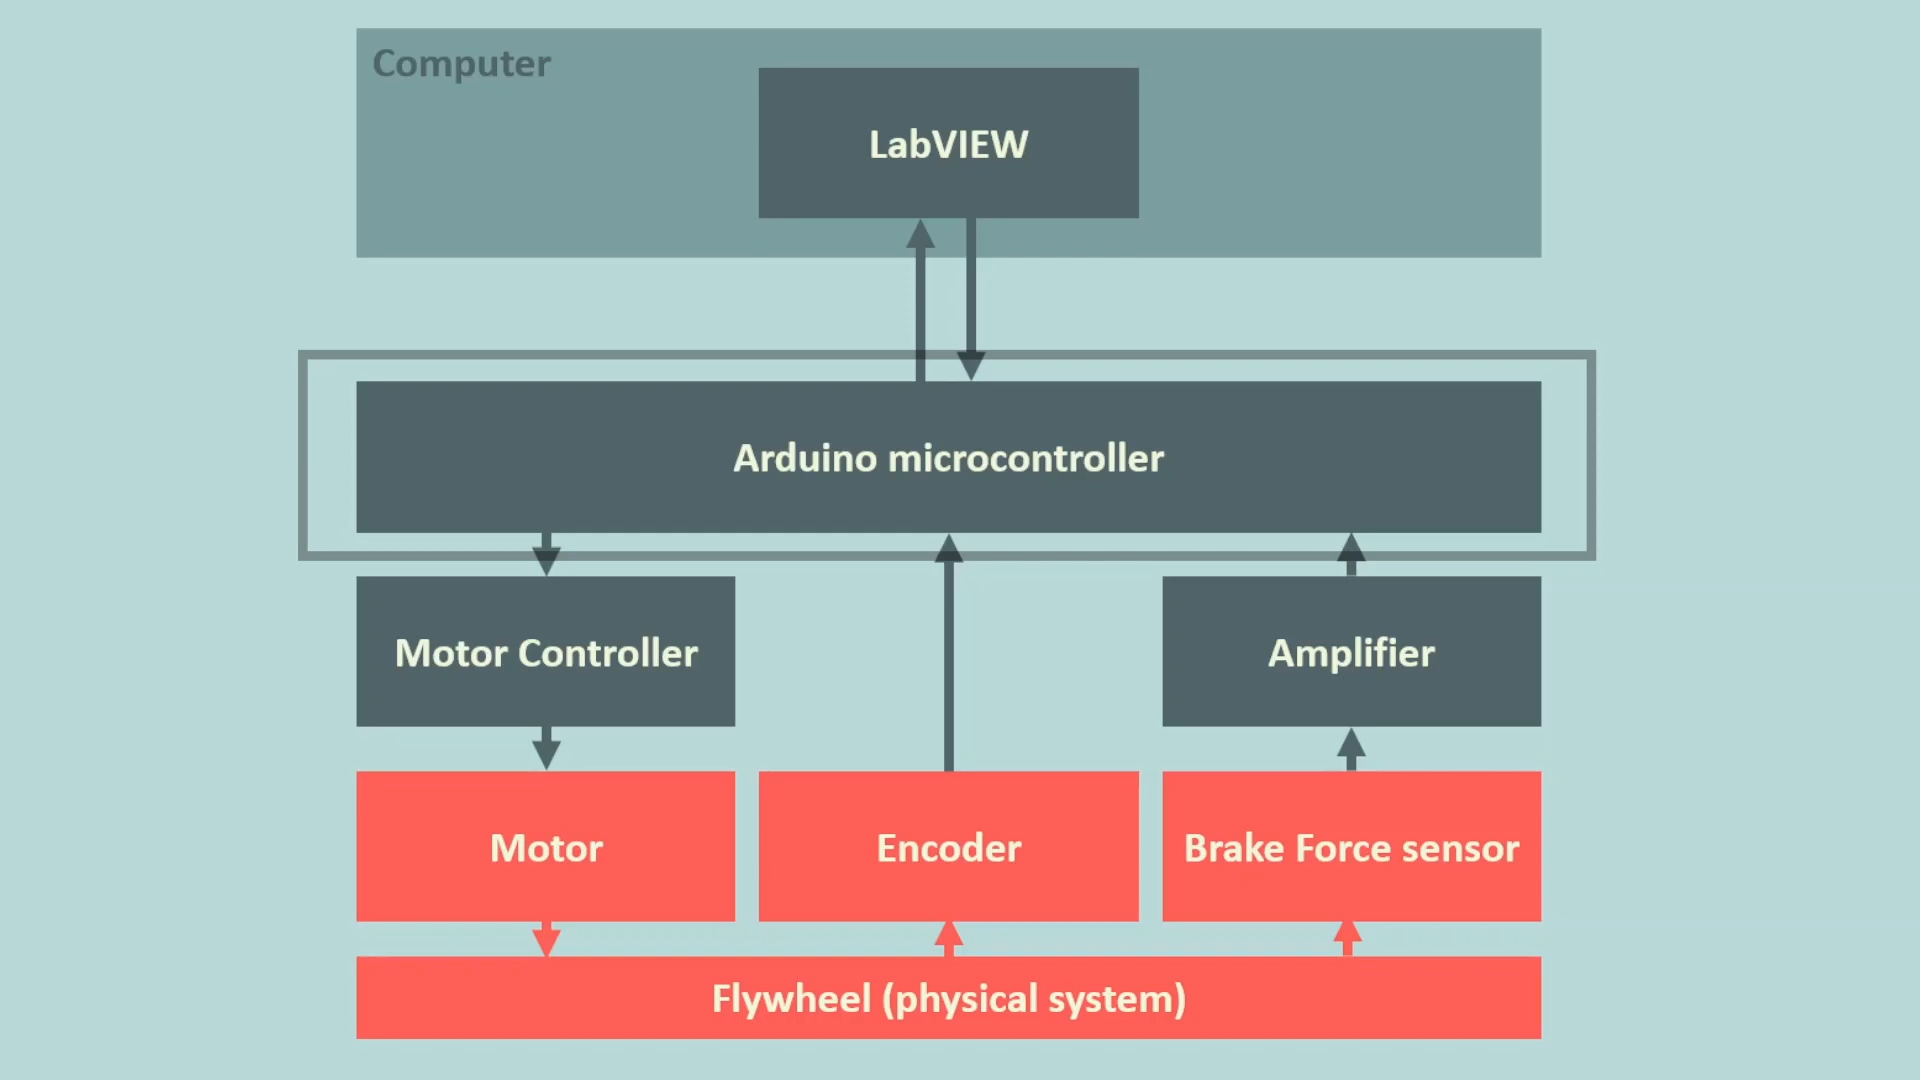 Computer
LabVIEW
Arduino microcontroller
Motor Controller
Amplifier
Motor
Encoder
Brake Force sensor
Flywheel (physical system)